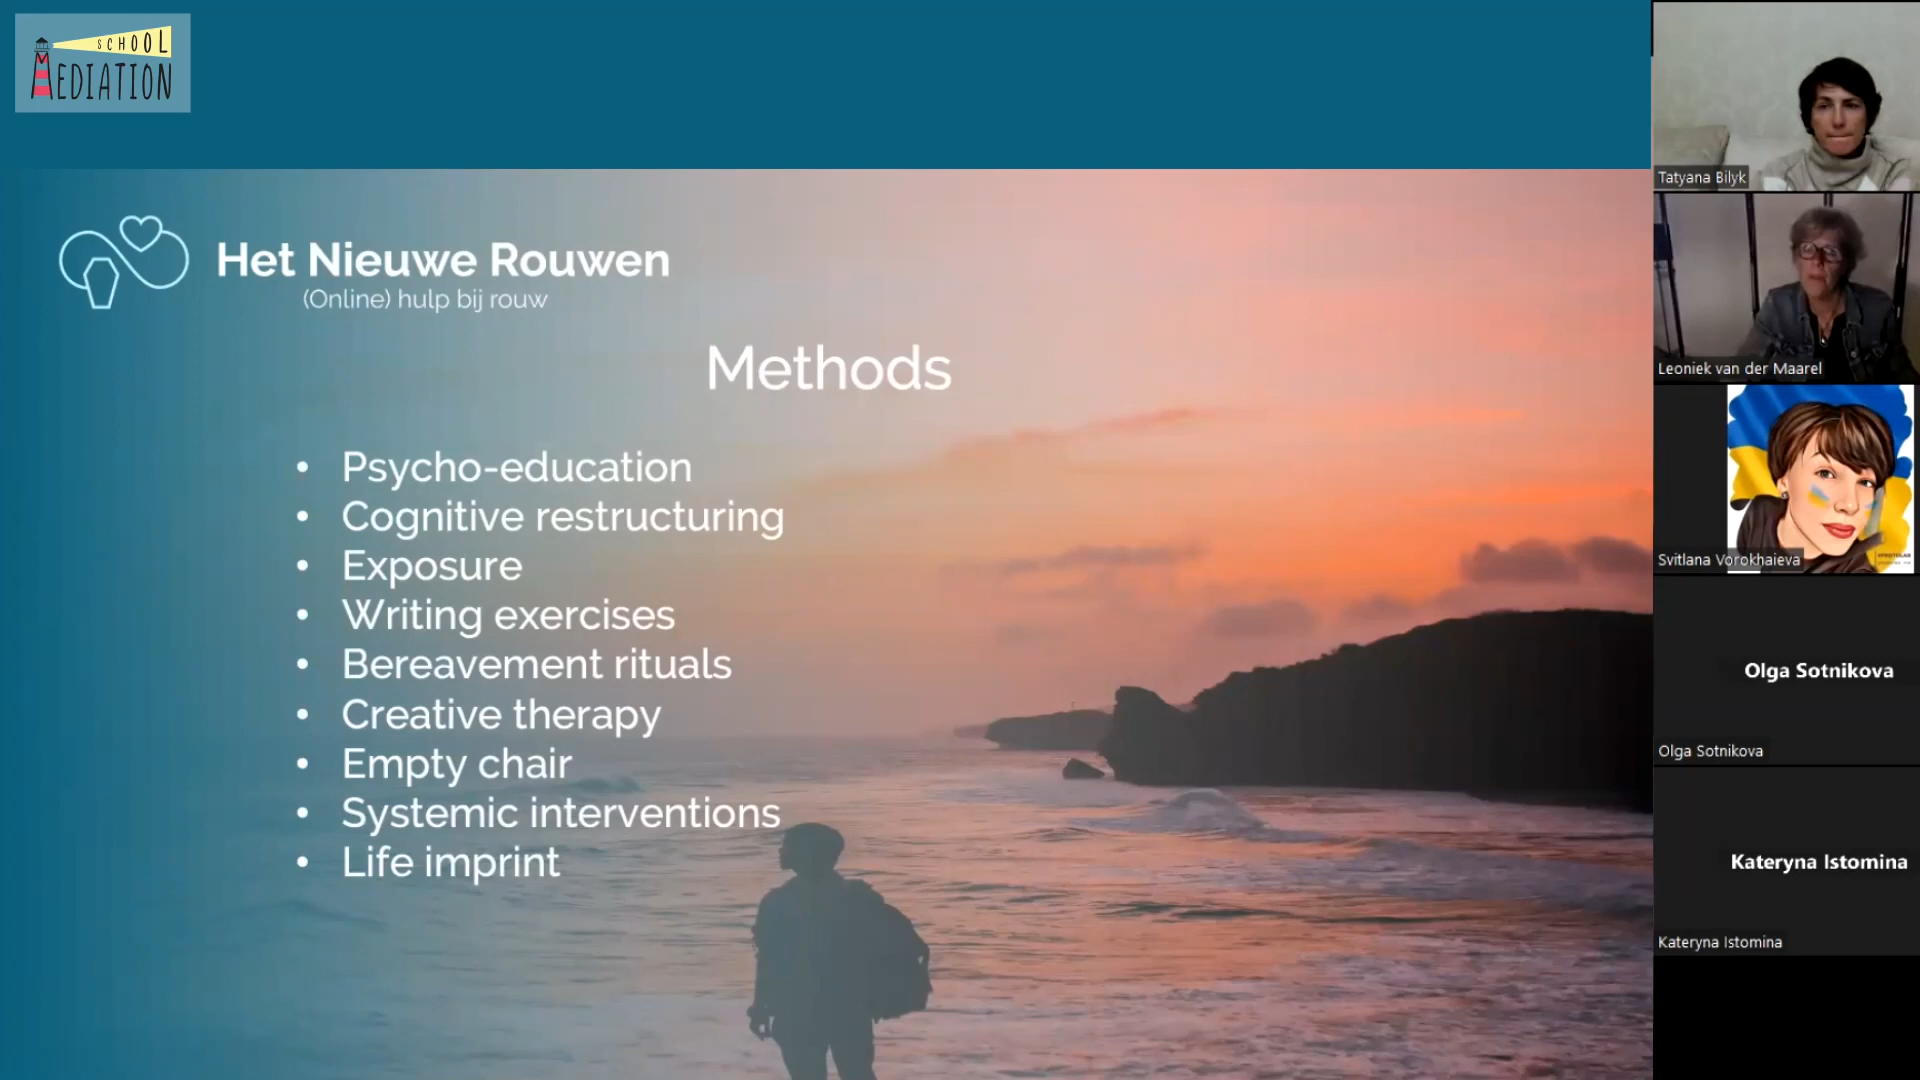 SCHOOL
MEDIATION
Het Nieuwe Rouwen
(Online) hulp bij rouw
Methods
• Psycho-education
• Cognitive restructuring
• Exposure
• Writing exercises
• Bereavement rituals
• Creative therapy
• Empty chair
• Systemic interventions
• Life imprint
Tatyana Bilyk
Leoniek van der Maarel
Svitlana Vorokhaieva
Olga Sotnikova
Olga Sotnikova
Kateryna Istomina
Kateryna Istomina